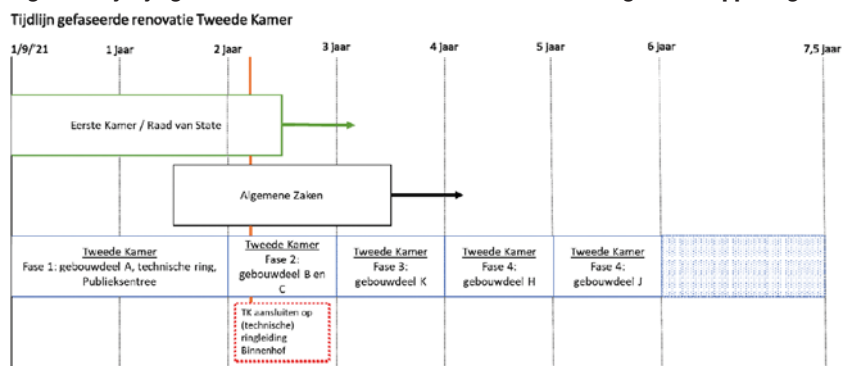 Tijdlijn gefaseerde renovatie Tweede Kamer
1/9/'21
1 jaar
2 jaar
3 jaar
4 jaar
5 jaar
6 jaar
7,5 jaar
Eerste Kamer / Raad van State
Algemene Zaken
Tweede Kamer
Fase 1: gebouwdeel A, technische ring,
Publieksentree
Tweede Kamer
Fase 2:
gebouwdeel B en
C
Tweede Kamer
Fase 3:
gebouwdeel K
Tweede Kamer
Fase 4:
gebouwdeel H
Tweede Kamer
Fase 4:
gebouwdeel J
TK aansluiten op
(technische)
ringleiding
Binnenhof